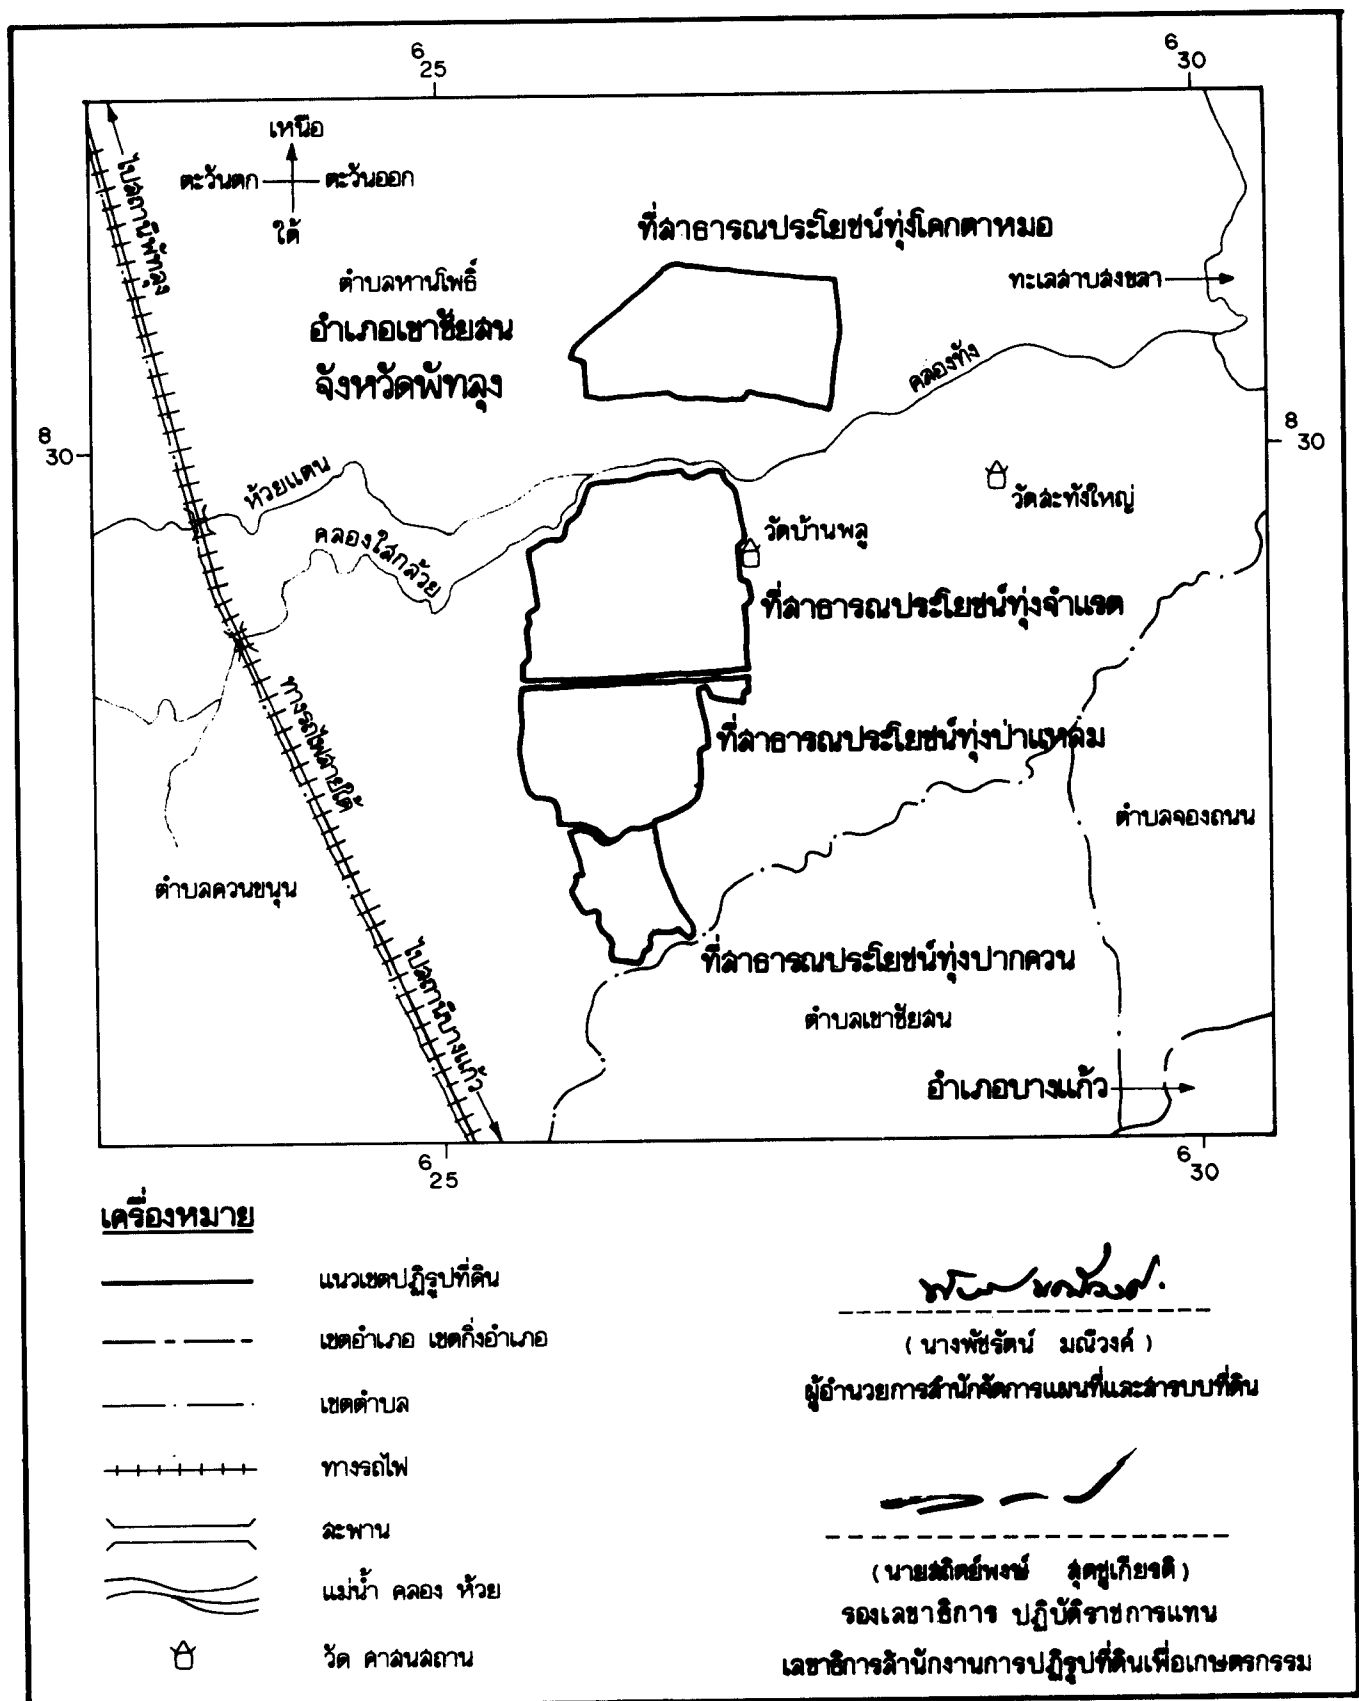 6 25
6 30
เหนือ
ตะวันตก ตะวันออก
ใต้
ไปสถานีพัทลุง
ที่สาธารณประโยชน์ทุ่งโคกตาหมอ
ตำบลหานโพธิ์
อำเภอเขาชัยสน
จังหวัดพัทลุง
ทะเลสาบสงขลา
คลองทัง
8 30
8 30
ห้วยแดน
คลองใสกล้วย
วัดสะทังใหญ่
วัดบ้านพลู
ที่สาธารณประโยชน์ทุ่งจำแรต
ทางรถไฟสายใต้
ที่สาธารณประโยชน์ทุ่งป่าแหลม
ตำบลจองถนน
ตำบลควนขนุน
ไปสถานีบางแก้ว
ที่สาธารณประโยชน์ทุ่งปากควน
ตำบลเขาชัยสน
อำเภอบางแก้ว
6 25
6 30
เครื่องหมาย
แนวเขตปฏิรูปที่ดิน
เขตอำเภอ เขตกิ่งอำเภอ
เขตตำบล
ทางรถไฟ
สะพาน
แม่น้ำ คลอง ห้วย
วัด ศาสนสถาน
(นางพัชรัตน์ มณีวงศ์)
ผู้อำนวยการสำนักจัดการแผนที่และสารบบที่ดิน
(นายสถิตย์พงษ์ สุดชูเกียรติ)
รองเลขาธิการ ปฏิบัติราชการแทน
เลขาธิการสำนักงานการปฏิรูปที่ดินเพื่อเกษตรกรรม